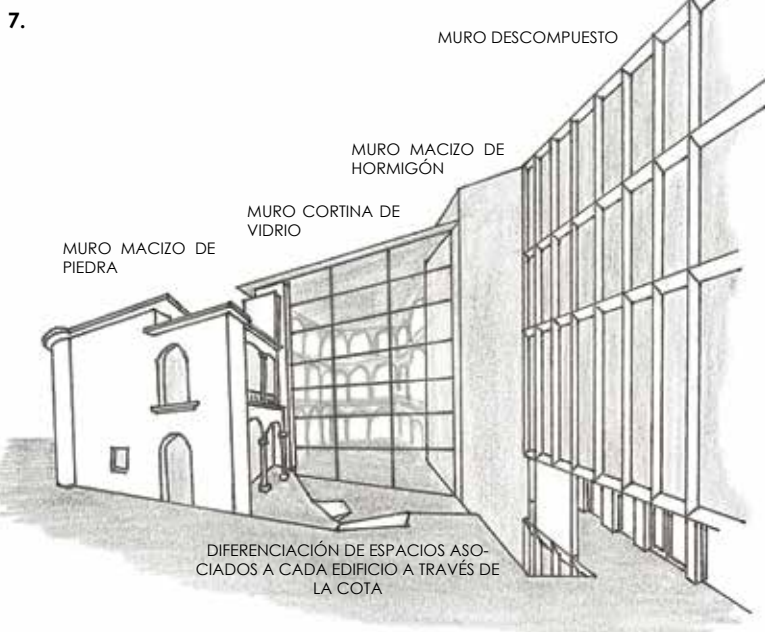 7.
MURO DESCOMPUESTO
MURO MACIZO DE
HORMIGÓN
MURO CORTINA DE
VIDRIO
MURO MACIZO DE
PIEDRA
DIFERENCIACIÓN DE ESPACIOS ASO-
CIADOS A CADA EDIFICIO A TRAVÉS DE
LA COTA